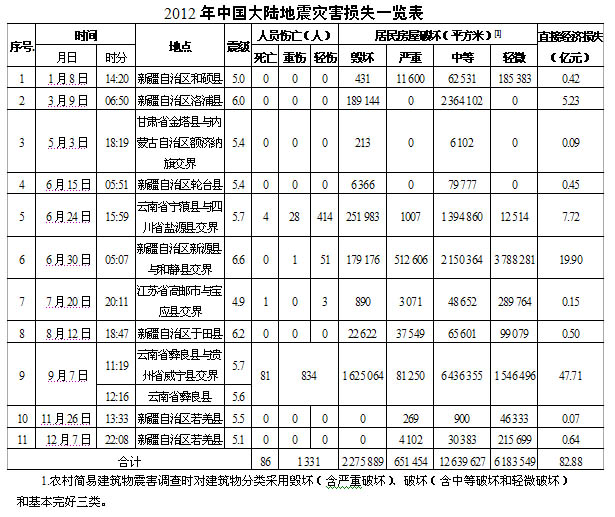 2012 年中国大陆地震灾害损失一览表
序号. 时间 地点 震级 人员伤亡(人) 居民房屋破坏(平方米)[1] 直接经济损失(亿元)
月日 时分 死亡 重伤 轻伤 毁坏 严重 中等 轻微
1 1月8日 14:20 新疆自治区和硕县 5.0 0 0 0 431 11 600 62 531 185 383 0.42
2 3月9日 06:50 新疆自治区洛浦县 6.0 0 0 0 189 144 0 2364 102 0 5.23
3 5月3日 18:19 甘肃省金塔县与内蒙古自治区额济纳旗交界 5.4 0 0 0 213 0 6102 0 0.09
4 6月15日 05:51 新疆自治区轮台县 5.4 0 0 0 6366 0 79777 0 0.45
5 6月24日 15:59 云南省宁蒗县与四川省盐源县交界 5.7 4 28 414 251 983 1007 1 394 860 12 514 7.72
6 6月30日 05:07 新疆自治区新源县与和静县交界 6.6 0 1 51 179 176 512 606 2 150 364 3 788 281 19.90
7 7月20日 20:11 江苏省高邮市与宝应县交界 4.9 1 0 3 890 3 071 48 652 289 764 0.15
8 8月12日 18:47 新疆自治区于田县 6.2 0 0 0 22 622 37 549 65 601 99 079 0.50
9 9月7日 11:19 云南省彝良县与贵州省威宁县交界 5.7 81 834 1 625 064 81 250 6 436 355 1 546 496 47.71
12:16 云南省彝良县 5.6
10 11月26日 13:33 新疆自治区若羌县 5.5 0 0 0 0 269 900 46 333 0.07
11 12月7日 22:08 新疆自治区若羌县 5.1 0 0 0 0 4 102 30 383 215 699 0.64
合计 86 1 331 2 275 889 651 454 12 639 627 6 183 549 82.88
1.农村简易建筑物震害调查时对建筑物分类采用毁坏(含严重破坏)、破坏(含中等破坏和轻微破坏)
和基本完好三类。